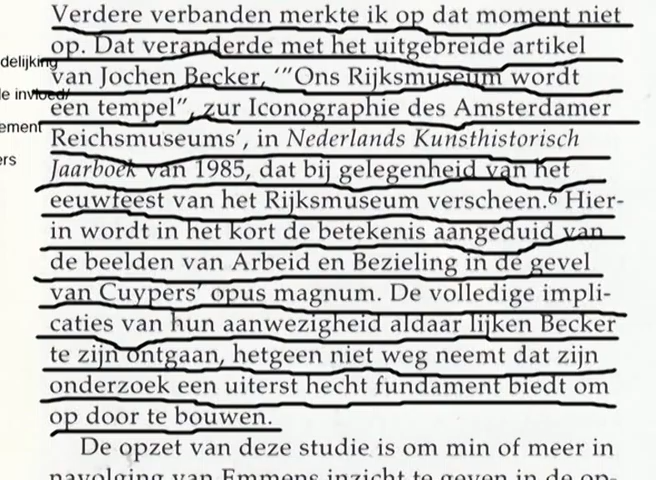 Verdere verbanden merkte ik op dat moment niet
op. Dat veranderde met het uitgebreide artikel
delijking
van Jochen Becker, '"Ons Rijksmuseum wordt
le invloed/
een tempel", zur Iconographie des Amsterdamer
ement
Reichsmuseums', in Nederlands Kunsthistorisch
ers
Jaarboek van 1985, dat bij gelegenheid van het
eeuwfeest van het Rijksmuseum verscheen.6 Hier-
in wordt in het kort de betekenis aangeduid van
de beelden van Arbeid en Bezieling in de gevel
van Cuypers' opus magnum. De volledige impli-
caties van hun aanwezigheid aldaar lijken Becker
te zijn ontgaan, hetgeen niet weg neemt dat zijn
onderzoek een uiterst hecht fundament biedt om
op door te bouwen.
De opzet van deze studie is om min of meer in
navolging van Emmens inzicht te geven in de op-